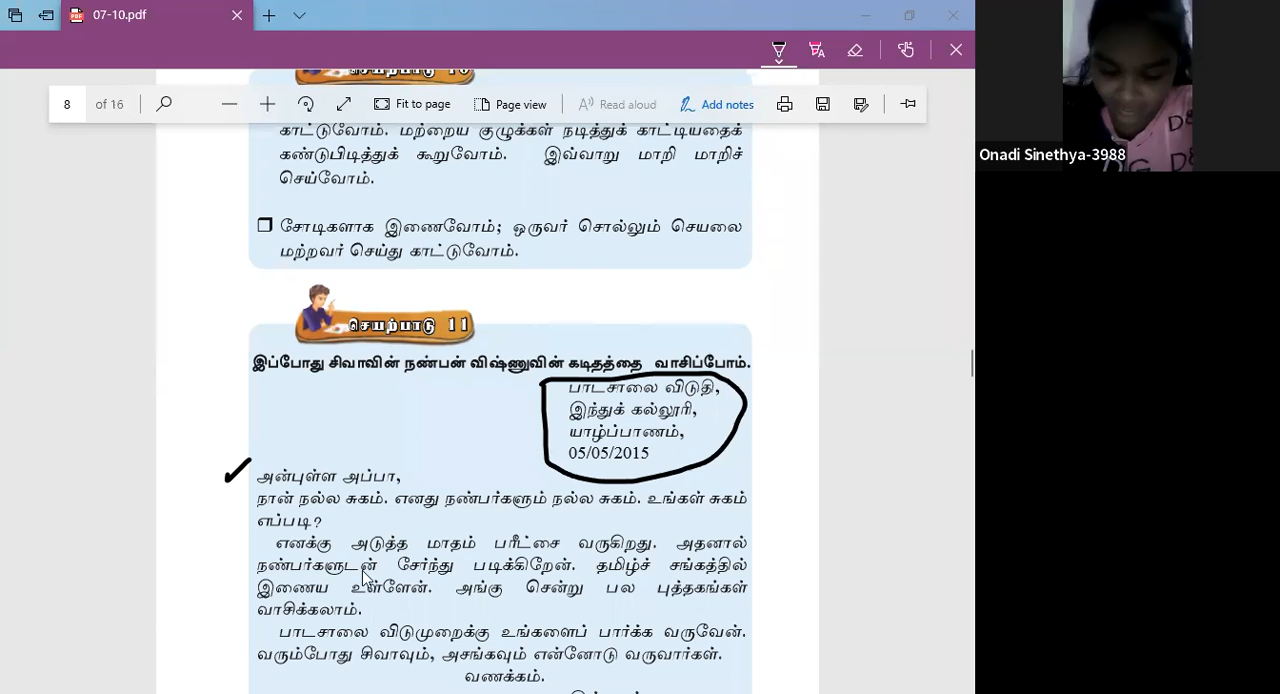 07-10.pdf
8 of 16
Fit to page
Page view
Read aloud
Add notes
Onadi Sinethya-3988
காட்டுவோம். மற்றைய குழுக்கள் நடித்துக் காட்டியதைக்
கண்டுபிடித்துக் கூறுவோம். இவ்வாறு மாறி மாறிச்
செய்வோம்.
❒ சோடிகளாக இணைவோம்; ஒருவர் சொல்லும் செயலை
மற்றவர் செய்து காட்டுவோம்.
செயற்பாடு 11
இப்போது சிவாவின் நண்பன் விஷ்ணுவின் கடிதத்தை வாசிப்போம்.
பாடசாலை விடுதி,
இந்துக் கல்லூரி,
யாழ்ப்பாணம்,
05/05/2015
அன்புள்ள அப்பா,
நான் நல்ல சுகம். எனது நண்பர்களும் நல்ல சுகம். உங்கள் சுகம்
எப்படி?
எனக்கு அடுத்த மாதம் பரீட்சை வருகிறது. அதனால்
நண்பர்களுடன் சேர்ந்து படிக்கிறேன். தமிழ்ச் சங்கத்தில்
இணைய உள்ளேன். அங்கு சென்று பல புத்தகங்கள்
வாசிக்கலாம்.
பாடசாலை விடுமுறைக்கு உங்களைப் பார்க்க வருவேன்.
வரும்போது சிவாவும், அசங்கவும் என்னோடு வருவார்கள்.
வணக்கம்.